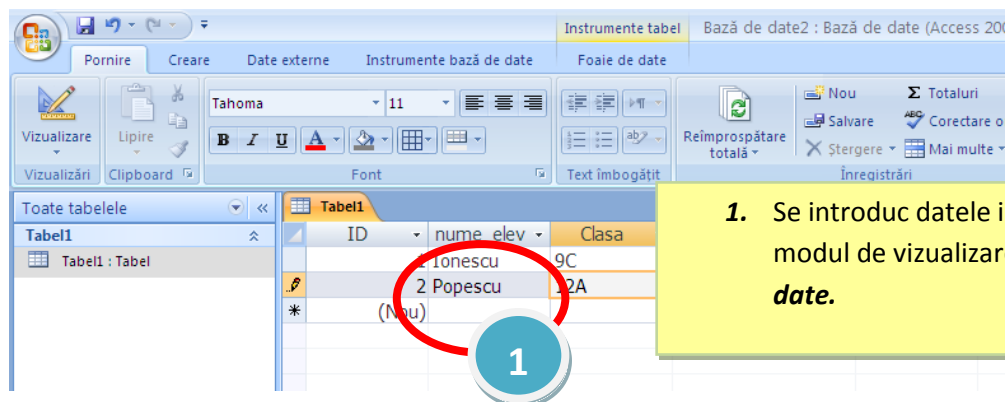 Instrumente tabel Bază de date2 : Bază de date (Access 200
Pornire Creare Date externe Instrumente bază de date Foaie de date
Vizualizare
Lipire
Tahoma 11
B I U A
ab
Reîmprospătare
totală
Nou
Salvare
Ștergere
Σ Totaluri
ABC Corectare o
Mai multe
Vizualizări Clipboard Font Text îmbogățit Înregistrări
Toate tabelele «
Tabel1
Tabel1 : Tabel
Tabel1
ID nume_elev Clasa
1 Ionescu 9C
2 Popescu 12A
* (Nou)
1
1. Se introduc datele i
modul de vizualizar
date.